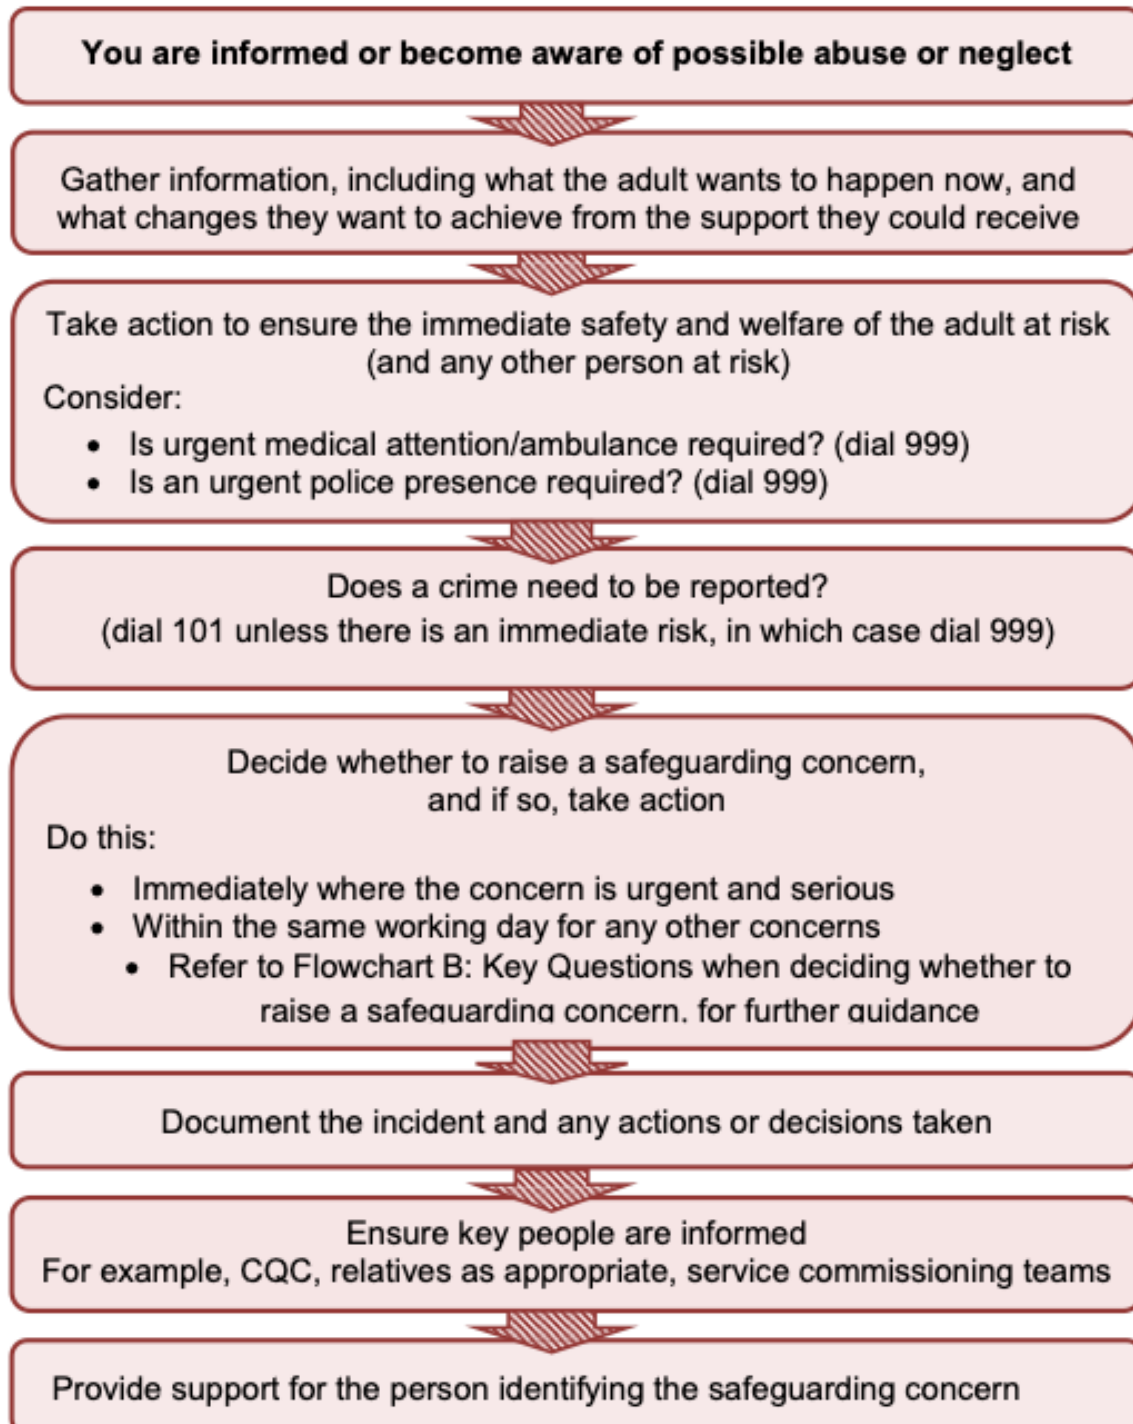 You are informed or become aware of possible abuse or neglect
Gather information, including what the adult wants to happen now, and
what changes they want to achieve from the support they could receive
Take action to ensure the immediate safety and welfare of the adult at risk
(and any other person at risk)
Consider:
• Is urgent medical attention/ambulance required? (dial 999)
• Is an urgent police presence required? (dial 999)
Does a crime need to be reported?
(dial 101 unless there is an immediate risk, in which case dial 999)
Decide whether to raise a safeguarding concern,
and if so, take action
Do this:
• Immediately where the concern is urgent and serious
• Within the same working day for any other concerns
• Refer to Flowchart B: Key Questions when deciding whether to
raise a safeguarding concern, for further guidance
Document the incident and any actions or decisions taken
Ensure key people are informed
For example, CQC, relatives as appropriate, service commissioning teams
Provide support for the person identifying the safeguarding concern